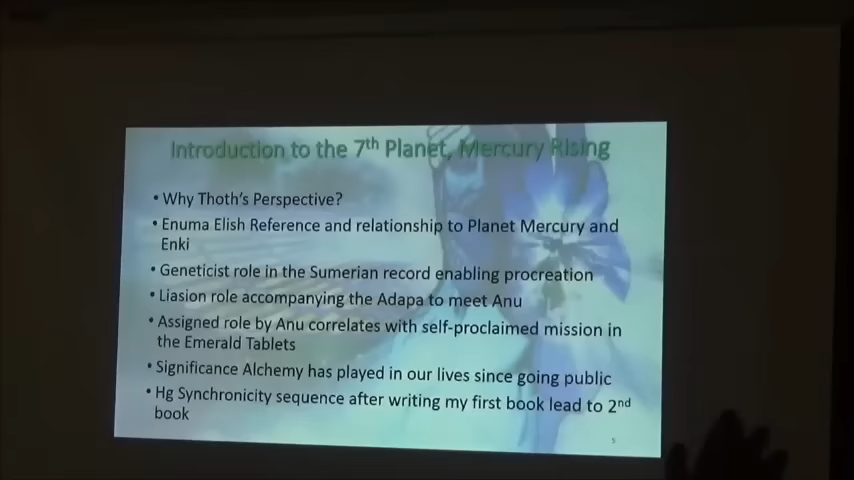 Introduction to the 7th Planet, Mercury Rising
• Why Thoth's Perspective?
• Enuma Elish Reference and relationship to Planet Mercury and
Enki
• Geneticist role in the Sumerian record enabling procreation
• Liasion role accompanying the Adapa to meet Anu
• Assigned role by Anu correlates with self-proclaimed mission in
the Emerald Tablets
• Significance Alchemy has played in our lives since going public
• Hg Synchronicity sequence after writing my first book lead to 2nd
book
5